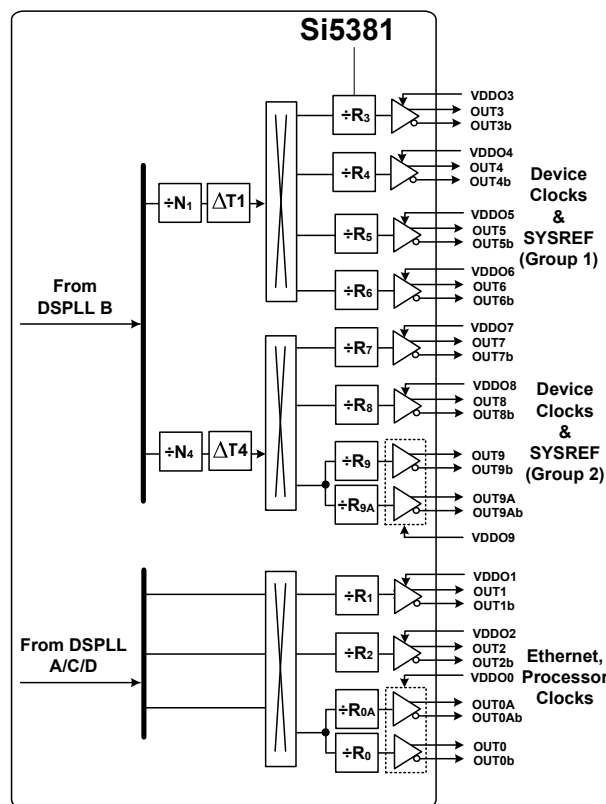 Si5381
÷R3
VDDO3
OUT3
OUT3b
÷R4
VDDO4
OUT4
OUT4b
÷N1
ΔT1
÷R5
VDDO5
OUT5
OUT5b
÷R6
VDDO6
OUT6
OUT6b
Device
Clocks
&
SYSREF
(Group 1)
From
DSPLL B
÷R7
VDDO7
OUT7
OUT7b
÷R8
VDDO8
OUT8
OUT8b
÷N4
ΔT4
÷R9
OUT9
OUT9b
÷R9A
OUT9A
OUT9Ab
VDDO9
Device
Clocks
&
SYSREF
(Group 2)
÷R1
VDDO1
OUT1
OUT1b
From DSPLL
A/C/D
÷R2
VDDO2
OUT2
OUT2b
VDDO0
÷R0A
OUT0A
OUT0Ab
÷R0
OUT0
OUT0b
Ethernet,
Processor
Clocks